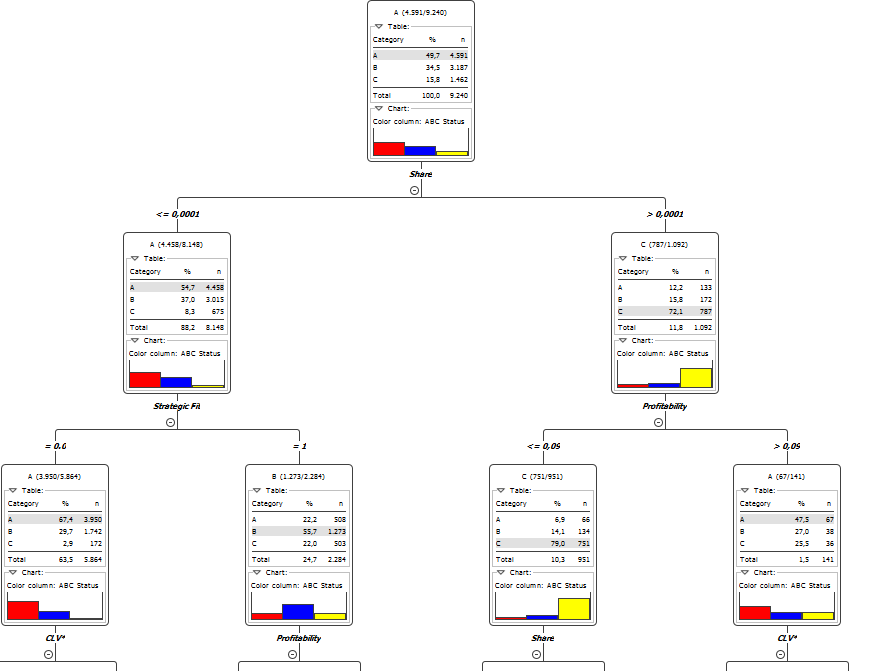 A (4.591/9.240)
Table:
Category % n
A 49,7 4.591
B 34,5 3.187
C 15,8 1.462
Total 100,0 9.240
Chart:
Color column: ABC Status
Share
<= 0,0001
> 0,0001
A (4.458/8.148)
Table:
Category % n
A 54,7 4.458
B 37,0 3.015
C 8,3 675
Total 88,2 8.148
Chart:
Color column: ABC Status
Strategic Fit
C (787/1.092)
Table:
Category % n
A 12,2 133
B 15,8 172
C 72,1 787
Total 11,8 1.092
Chart:
Color column: ABC Status
Profitability
= 0.0
= 1
<= 0,09
> 0,09
A (3.950/5.864)
Table:
Category % n
A 67,4 3.950
B 29,7 1.742
C 2,9 172
Total 63,5 5.864
Chart:
Color column: ABC Status
CLV*
B (1.273/2.284)
Table:
Category % n
A 22,2 508
B 55,7 1.273
C 22,0 503
Total 24,7 2.284
Chart:
Color column: ABC Status
Profitability
C (751/951)
Table:
Category % n
A 6,9 66
B 14,1 134
C 79,0 751
Total 10,3 951
Chart:
Color column: ABC Status
Share
A (67/141)
Table:
Category % n
A 47,5 67
B 27,0 38
C 25,5 36
Total 1,5 141
Chart:
Color column: ABC Status
CLV*